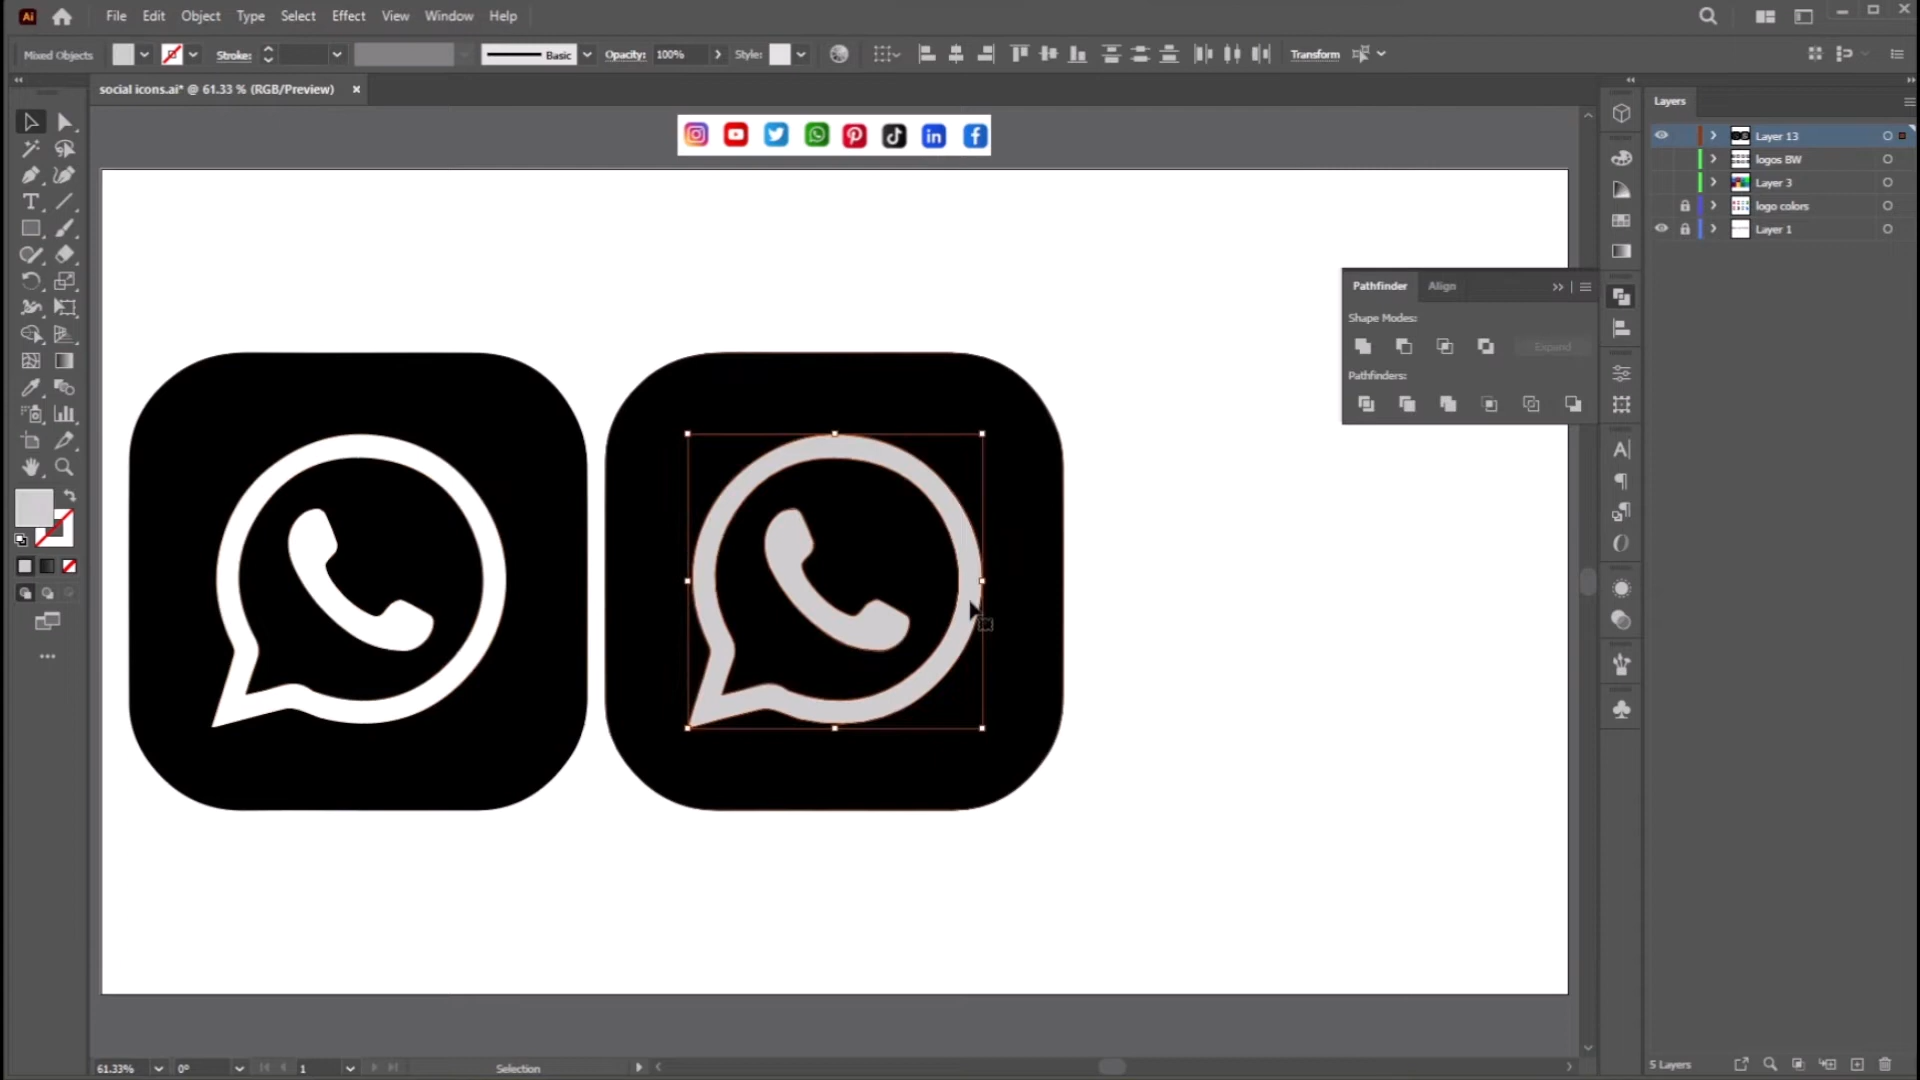 Ai File Edit Object Type Select Effect View Window Help
Mixed Objects Stroke: Basic Opacity: 100% Style: Transform
social icons.ai* @ 61.33 % (RGB/Preview) ×
Layers
Layer 13
logos BW
Layer 3
logo colors
Layer 1
Pathfinder Align
Shape Modes:
Expand
Pathfinders:
61.33% 0° 1 Selection
5 Layers